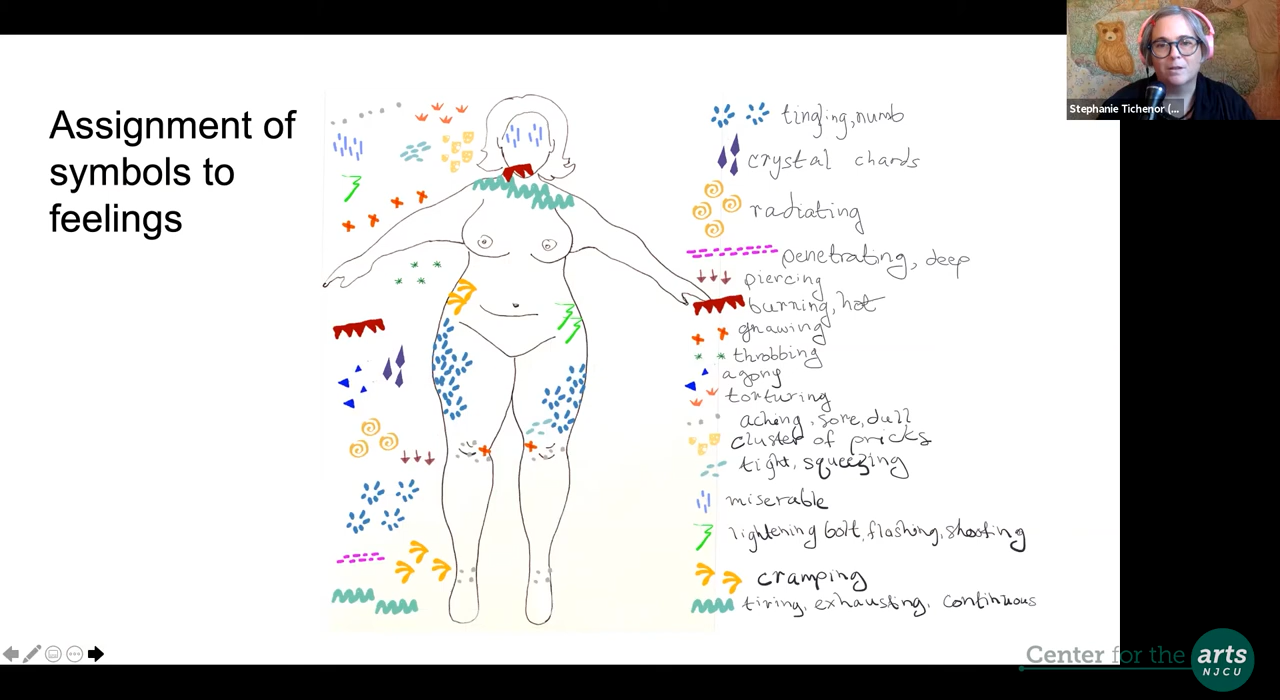 Assignment of
symbols to
feelings
tingling, numb
crystal chards
radiating
penetrating, deep
piercing
burning, hot
gnawing
throbbing
agony
torturing
aching, sore, dull
cluster of pricks
tight, squeezing
miserable
lightening bolt, flashing, shooting
cramping
tiring, exhausting, continuous
Stephanie Tichenor (...
Center for the arts
NJCU